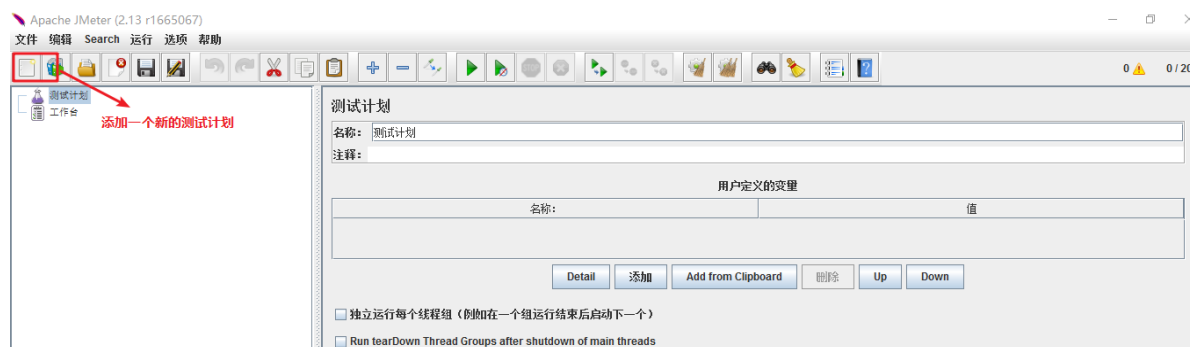 Apache JMeter (2.13 r1665067)
文件 编辑 Search 运行 选项 帮助
0 0 / 20
测试计划
工作台
添加一个新的测试计划
测试计划
名称： 测试计划
注释：
用户定义的变量
名称： 值
Detail 添加 Add from Clipboard 删除 Up Down
独立运行每个线程组（例如在一个组运行结束后启动下一个）
Run tearDown Thread Groups after shutdown of main threads